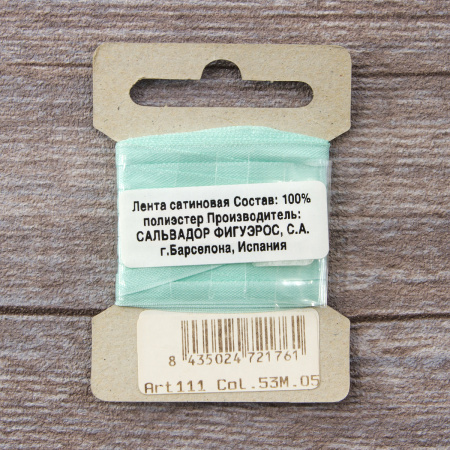 Лента сатиновая Состав: 100%
полиэстер Производитель:
САЛЬВАДОР ФИГУЭРОС, С.А.
г.Барселона, Испания
8 435024 721761
Art111 Col.53M.05